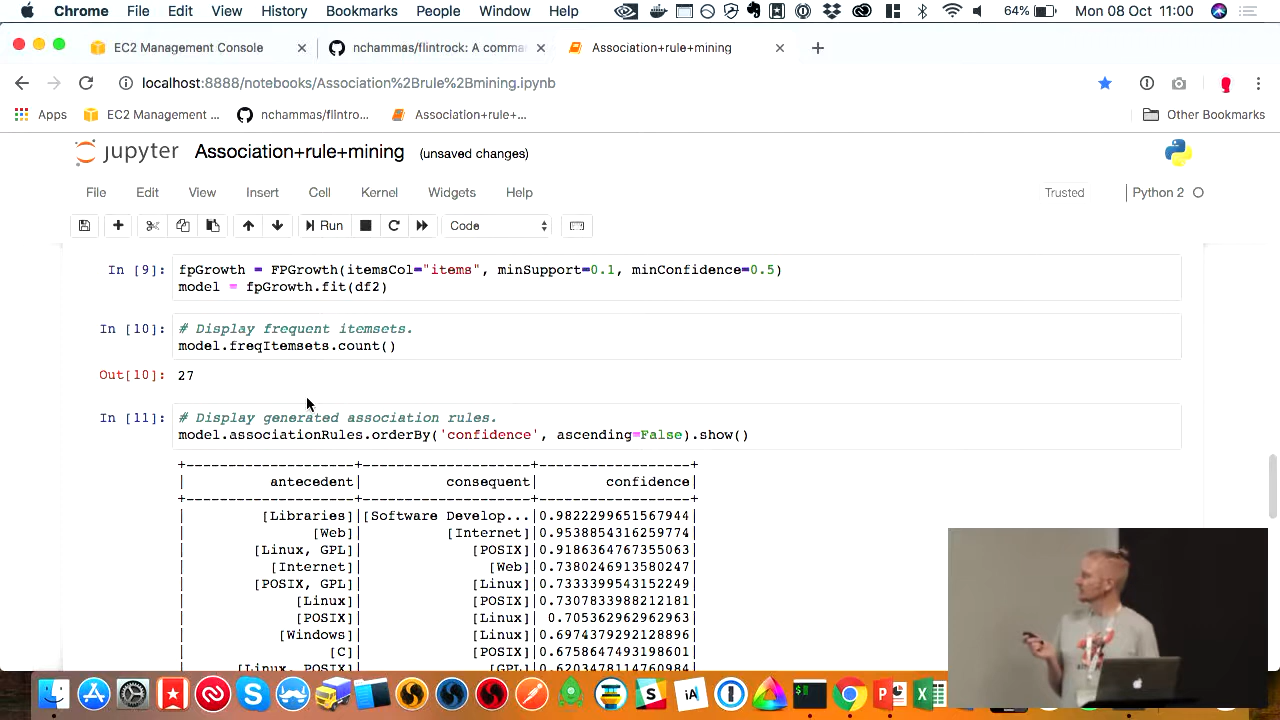 Chrome File Edit View History Bookmarks People Window Help 64% Mon 08 Oct 11:00
EC2 Management Console nchammas/flintrock: A comma Association+rule+mining
localhost:8888/notebooks/Association%2Brule%2Bmining.ipynb
Apps EC2 Management ... nchammas/flintro... Association+rule+... Other Bookmarks
jupyter Association+rule+mining (unsaved changes)
File Edit View Insert Cell Kernel Widgets Help Trusted Python 2
Run Code
In [9]: fpGrowth = FPGrowth(itemsCol="items", minSupport=0.1, minConfidence=0.5)
model = fpGrowth.fit(df2)
In [10]: # Display frequent itemsets.
model.freqItemsets.count()
Out[10]: 27
In [11]: # Display generated association rules.
model.associationRules.orderBy('confidence', ascending=False).show()
+--------------------+--------------------+------------------+
| antecedent| consequent| confidence|
+--------------------+--------------------+------------------+
| [Libraries]|[Software Develop...|0.9822299651567944|
| [Web]| [Internet]|0.9538854316259774|
| [Linux, GPL]| [POSIX]|0.9186364767355063|
| [Internet]| [Web]|0.7380246913580247|
| [POSIX, GPL]| [Linux]|0.7333399543152249|
| [Linux]| [POSIX]|0.7307833988212181|
| [POSIX]| [Linux]| 0.705362962962963|
| [Windows]| [Linux]|0.6974379292128896|
| [C]| [POSIX]|0.6758647443198601|
| [Linux, POSIX]| [GPL]|0.6203478114760984|